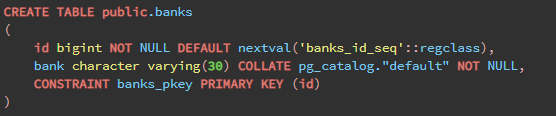 CREATE TABLE public.banks
(
    id bigint NOT NULL DEFAULT nextval('banks_id_seq'::regclass),
    bank character varying(30) COLLATE pg_catalog."default" NOT NULL,
    CONSTRAINT banks_pkey PRIMARY KEY (id)
)